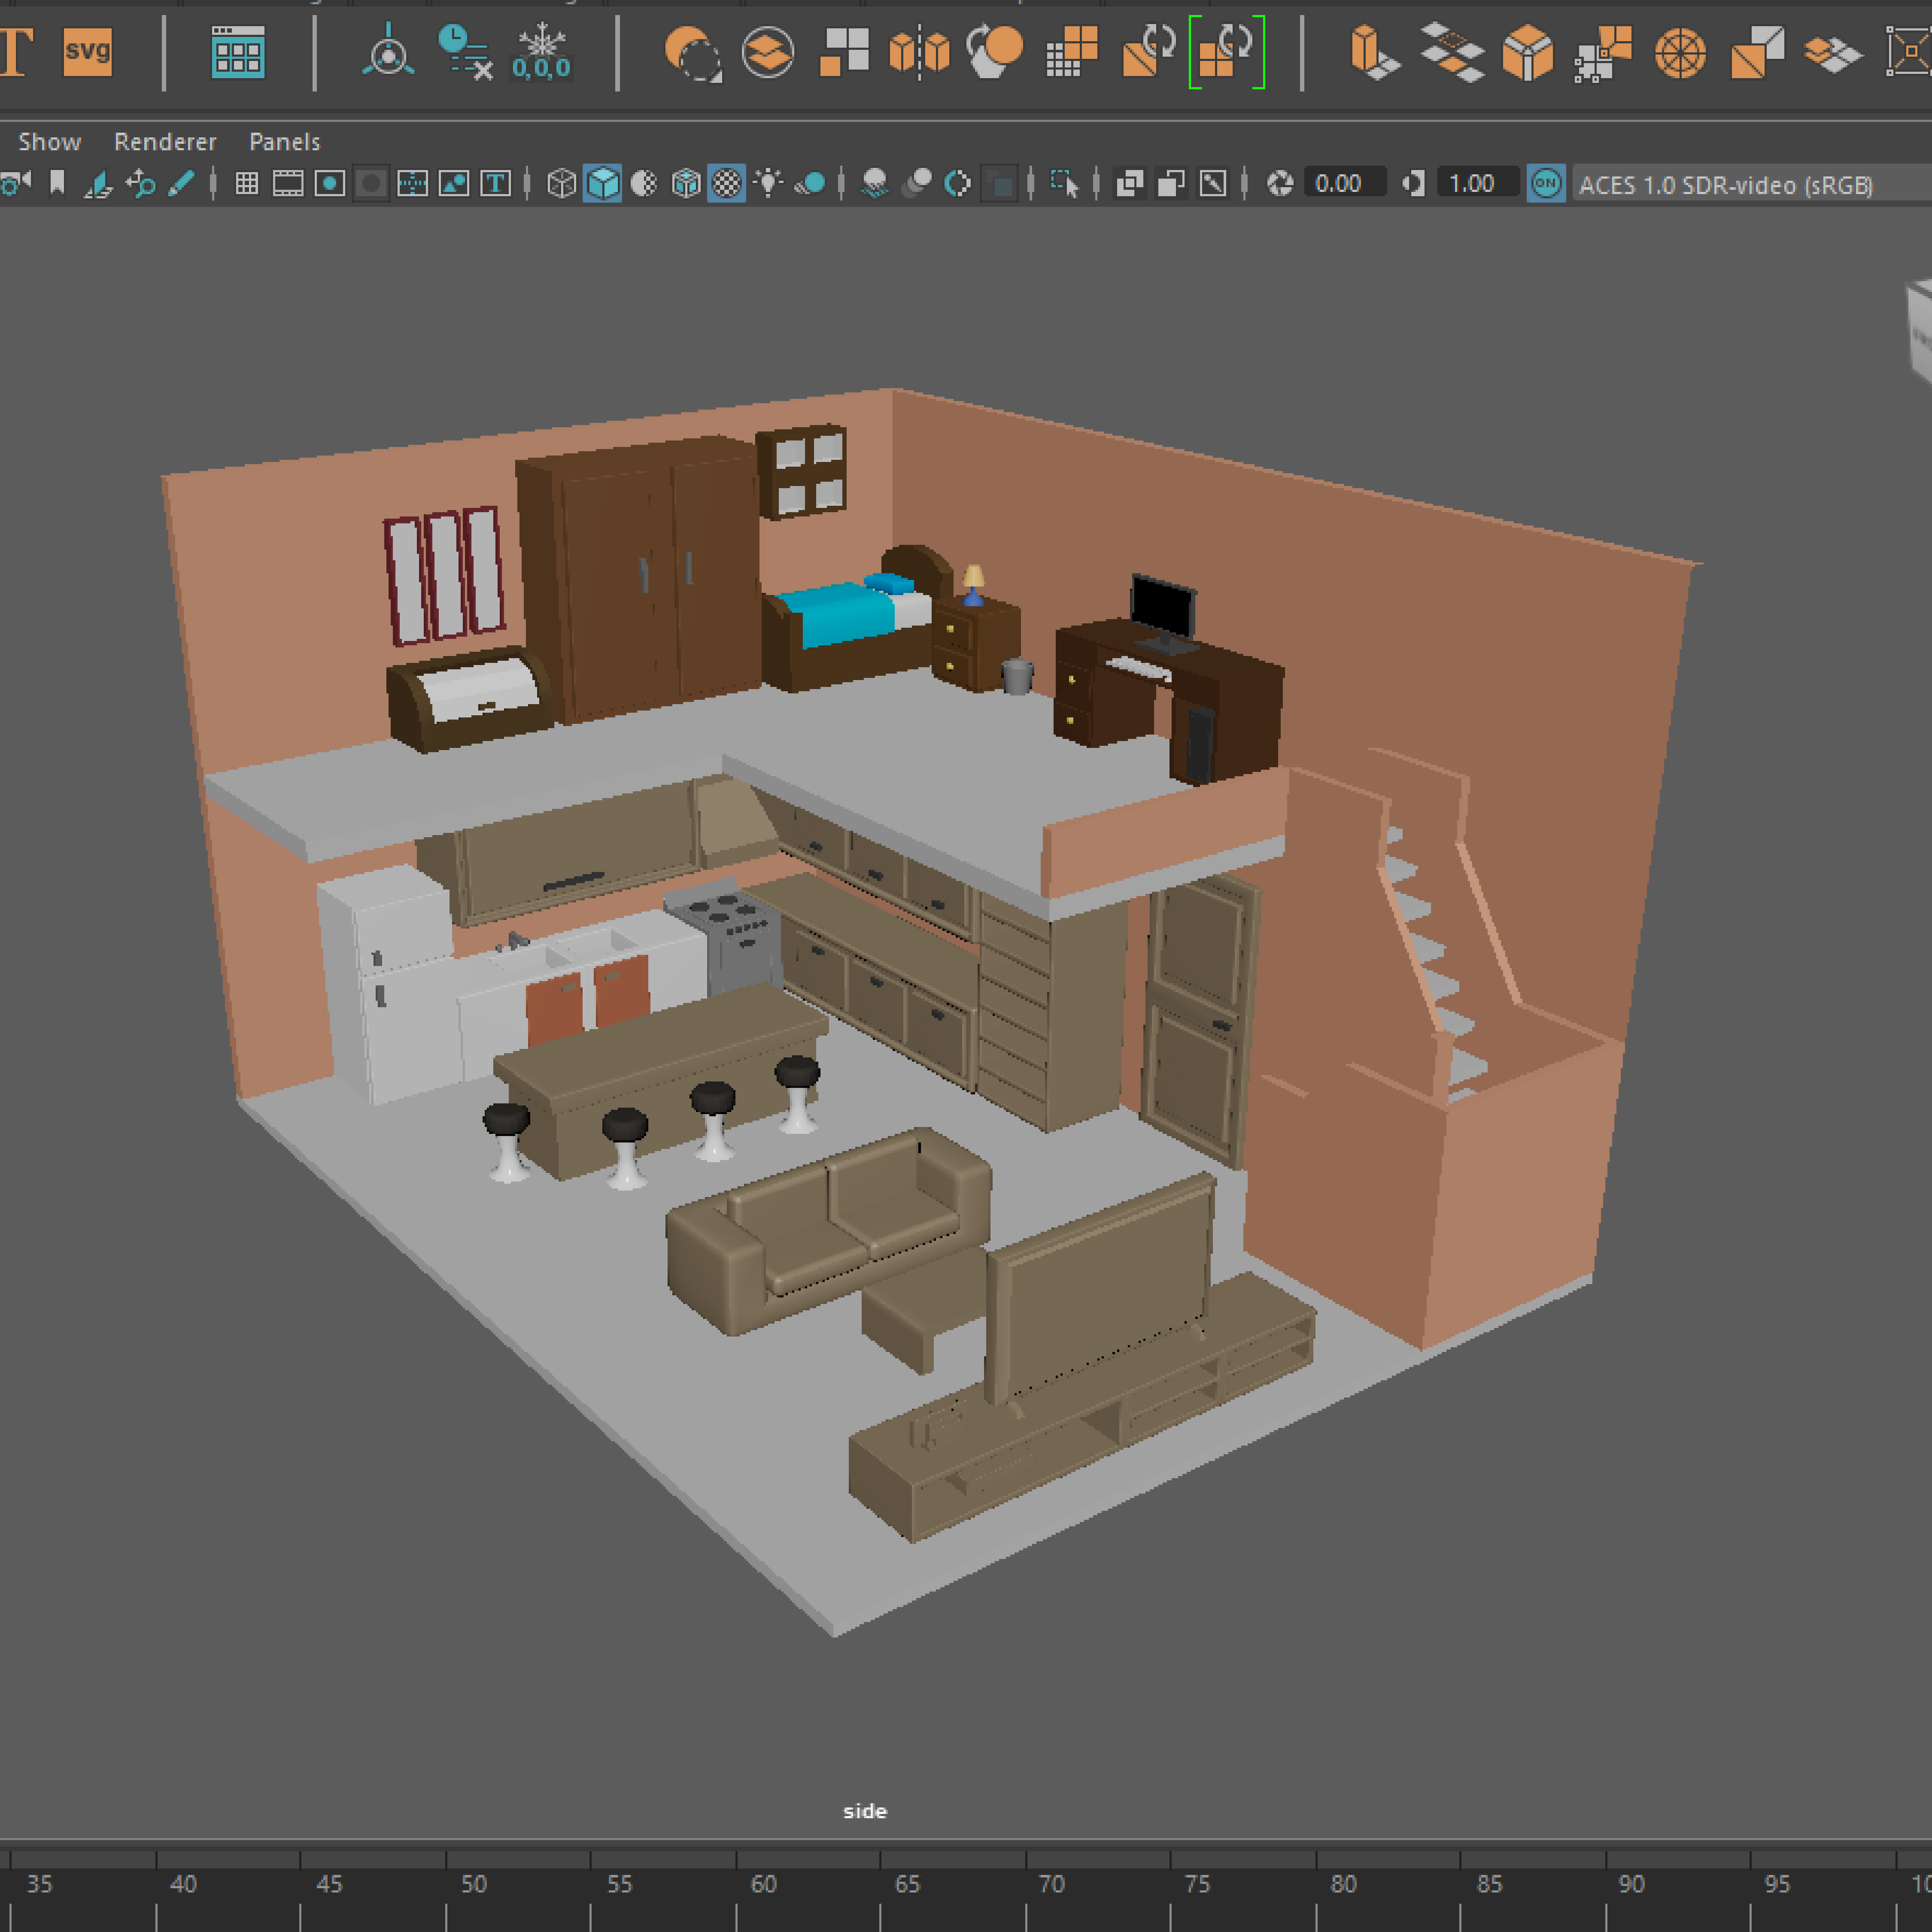 T
svg
0,0,0
Show Renderer Panels
T 0.00 1.00 ON ACES 1.0 SDR-video (sRGB)
side
35 40 45 50 55 60 65 70 75 80 85 90 95